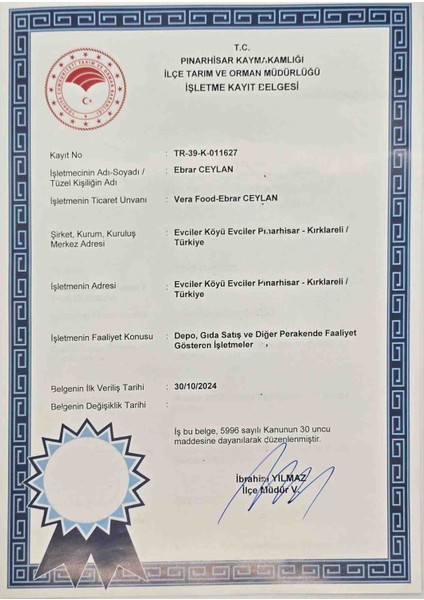 T.C.
PINARHİSAR KAYMAKAMLIĞI
İLÇE TARIM VE ORMAN MÜDÜRLÜĞÜ
İŞLETME KAYIT BELGESİ
Kayıt No : TR-39-K-011627
İşletmecinin Adı-Soyadı / : Ebrar CEYLAN
Tüzel Kişiliğin Adı
İşletmenin Ticaret Unvanı : Vera Food-Ebrar CEYLAN
Şirket, Kurum, Kuruluş : Evciler Köyü Evciler Pınarhisar - Kırklareli /
Merkez Adresi Türkiye
İşletmenin Adresi : Evciler Köyü Evciler Pınarhisar - Kırklareli /
Türkiye
İşletmenin Faaliyet Konusu : Depo, Gıda Satış ve Diğer Perakende Faaliyet
Gösteren İşletmeler
Belgenin İlk Veriliş Tarihi : 30/10/2024
Belgenin Değişiklik Tarihi :
İş bu belge, 5996 sayılı Kanunun 30 uncu
maddesine dayanılarak düzenlenmiştir.
İbrahim YILMAZ
İlçe Müdür V.